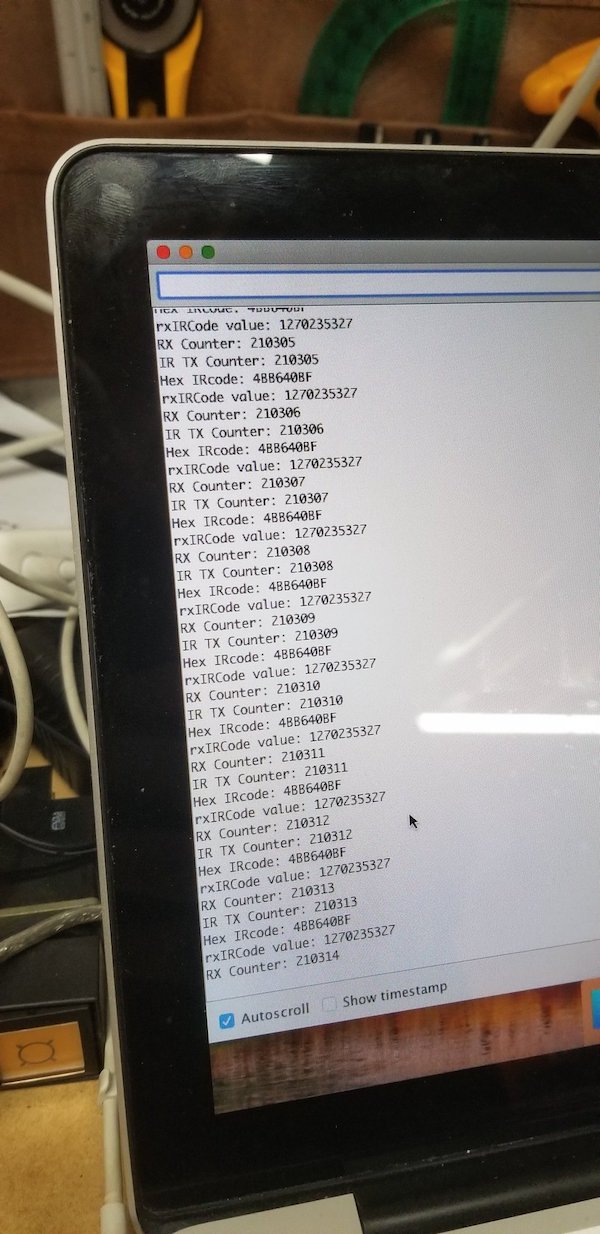 Hex IRcode: 4BB640BF
rxIRCode value: 1270235327
RX Counter: 210305
IR TX Counter: 210305
Hex IRcode: 4BB640BF
rxIRCode value: 1270235327
RX Counter: 210306
IR TX Counter: 210306
Hex IRcode: 4BB640BF
rxIRCode value: 1270235327
RX Counter: 210307
IR TX Counter: 210307
Hex IRcode: 4BB640BF
rxIRCode value: 1270235327
RX Counter: 210308
IR TX Counter: 210308
Hex IRcode: 4BB640BF
rxIRCode value: 1270235327
RX Counter: 210309
IR TX Counter: 210309
Hex IRcode: 4BB640BF
rxIRCode value: 1270235327
RX Counter: 210310
IR TX Counter: 210310
Hex IRcode: 4BB640BF
rxIRCode value: 1270235327
RX Counter: 210311
IR TX Counter: 210311
Hex IRcode: 4BB640BF
rxIRCode value: 1270235327
RX Counter: 210312
IR TX Counter: 210312
Hex IRcode: 4BB640BF
rxIRCode value: 1270235327
RX Counter: 210313
IR TX Counter: 210313
Hex IRcode: 4BB640BF
rxIRCode value: 1270235327
RX Counter: 210314
Autoscroll Show timestamp